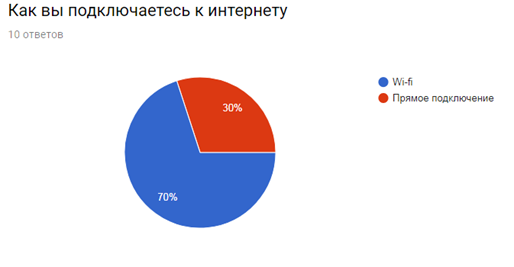 Как вы подключаетесь к интернету
10 ответов
Wi-fi
Прямое подключение
30%
70%